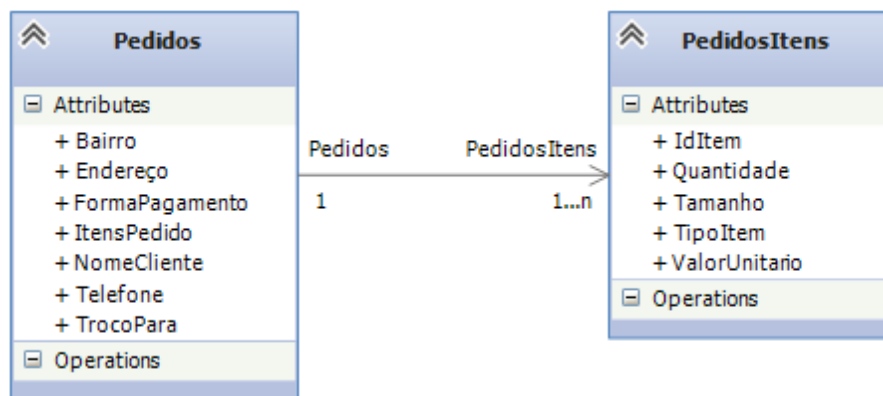 Pedidos
Attributes
+ Bairro
+ Endereço
+ FormaPagamento
+ ItensPedido
+ NomeCliente
+ Telefone
+ TrocoPara
Operations
Pedidos PedidosItens
1 1...n
PedidosItens
Attributes
+ IdItem
+ Quantidade
+ Tamanho
+ TipoItem
+ ValorUnitario
Operations